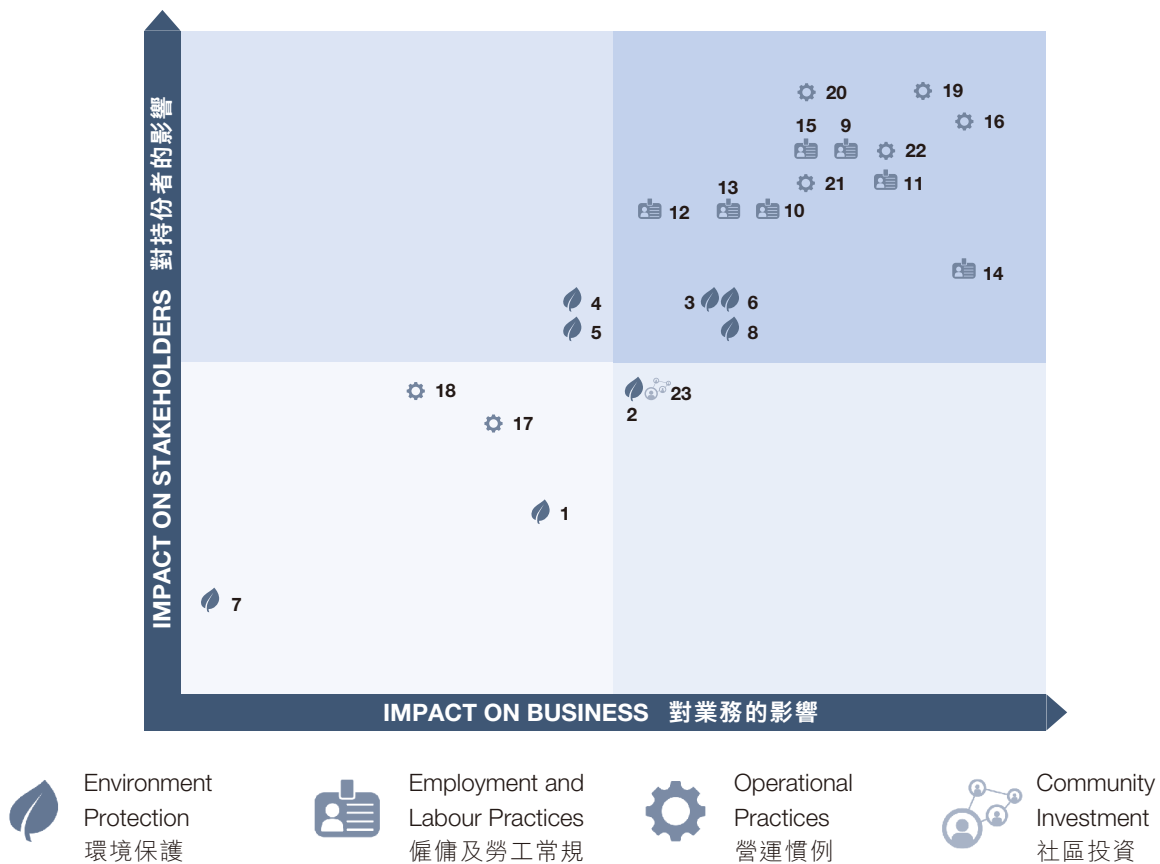 IMPACT ON STAKEHOLDERS 對持份者的影響
20
19
16
15
9
22
21
11
13
12
10
14
4
3
6
5
8
18
23
2
17
1
7
IMPACT ON BUSINESS 對業務的影響
Environment
Protection
環境保護
Employment and
Labour Practices
僱傭及勞工常規
Operational
Practices
營運慣例
Community
Investment
社區投資